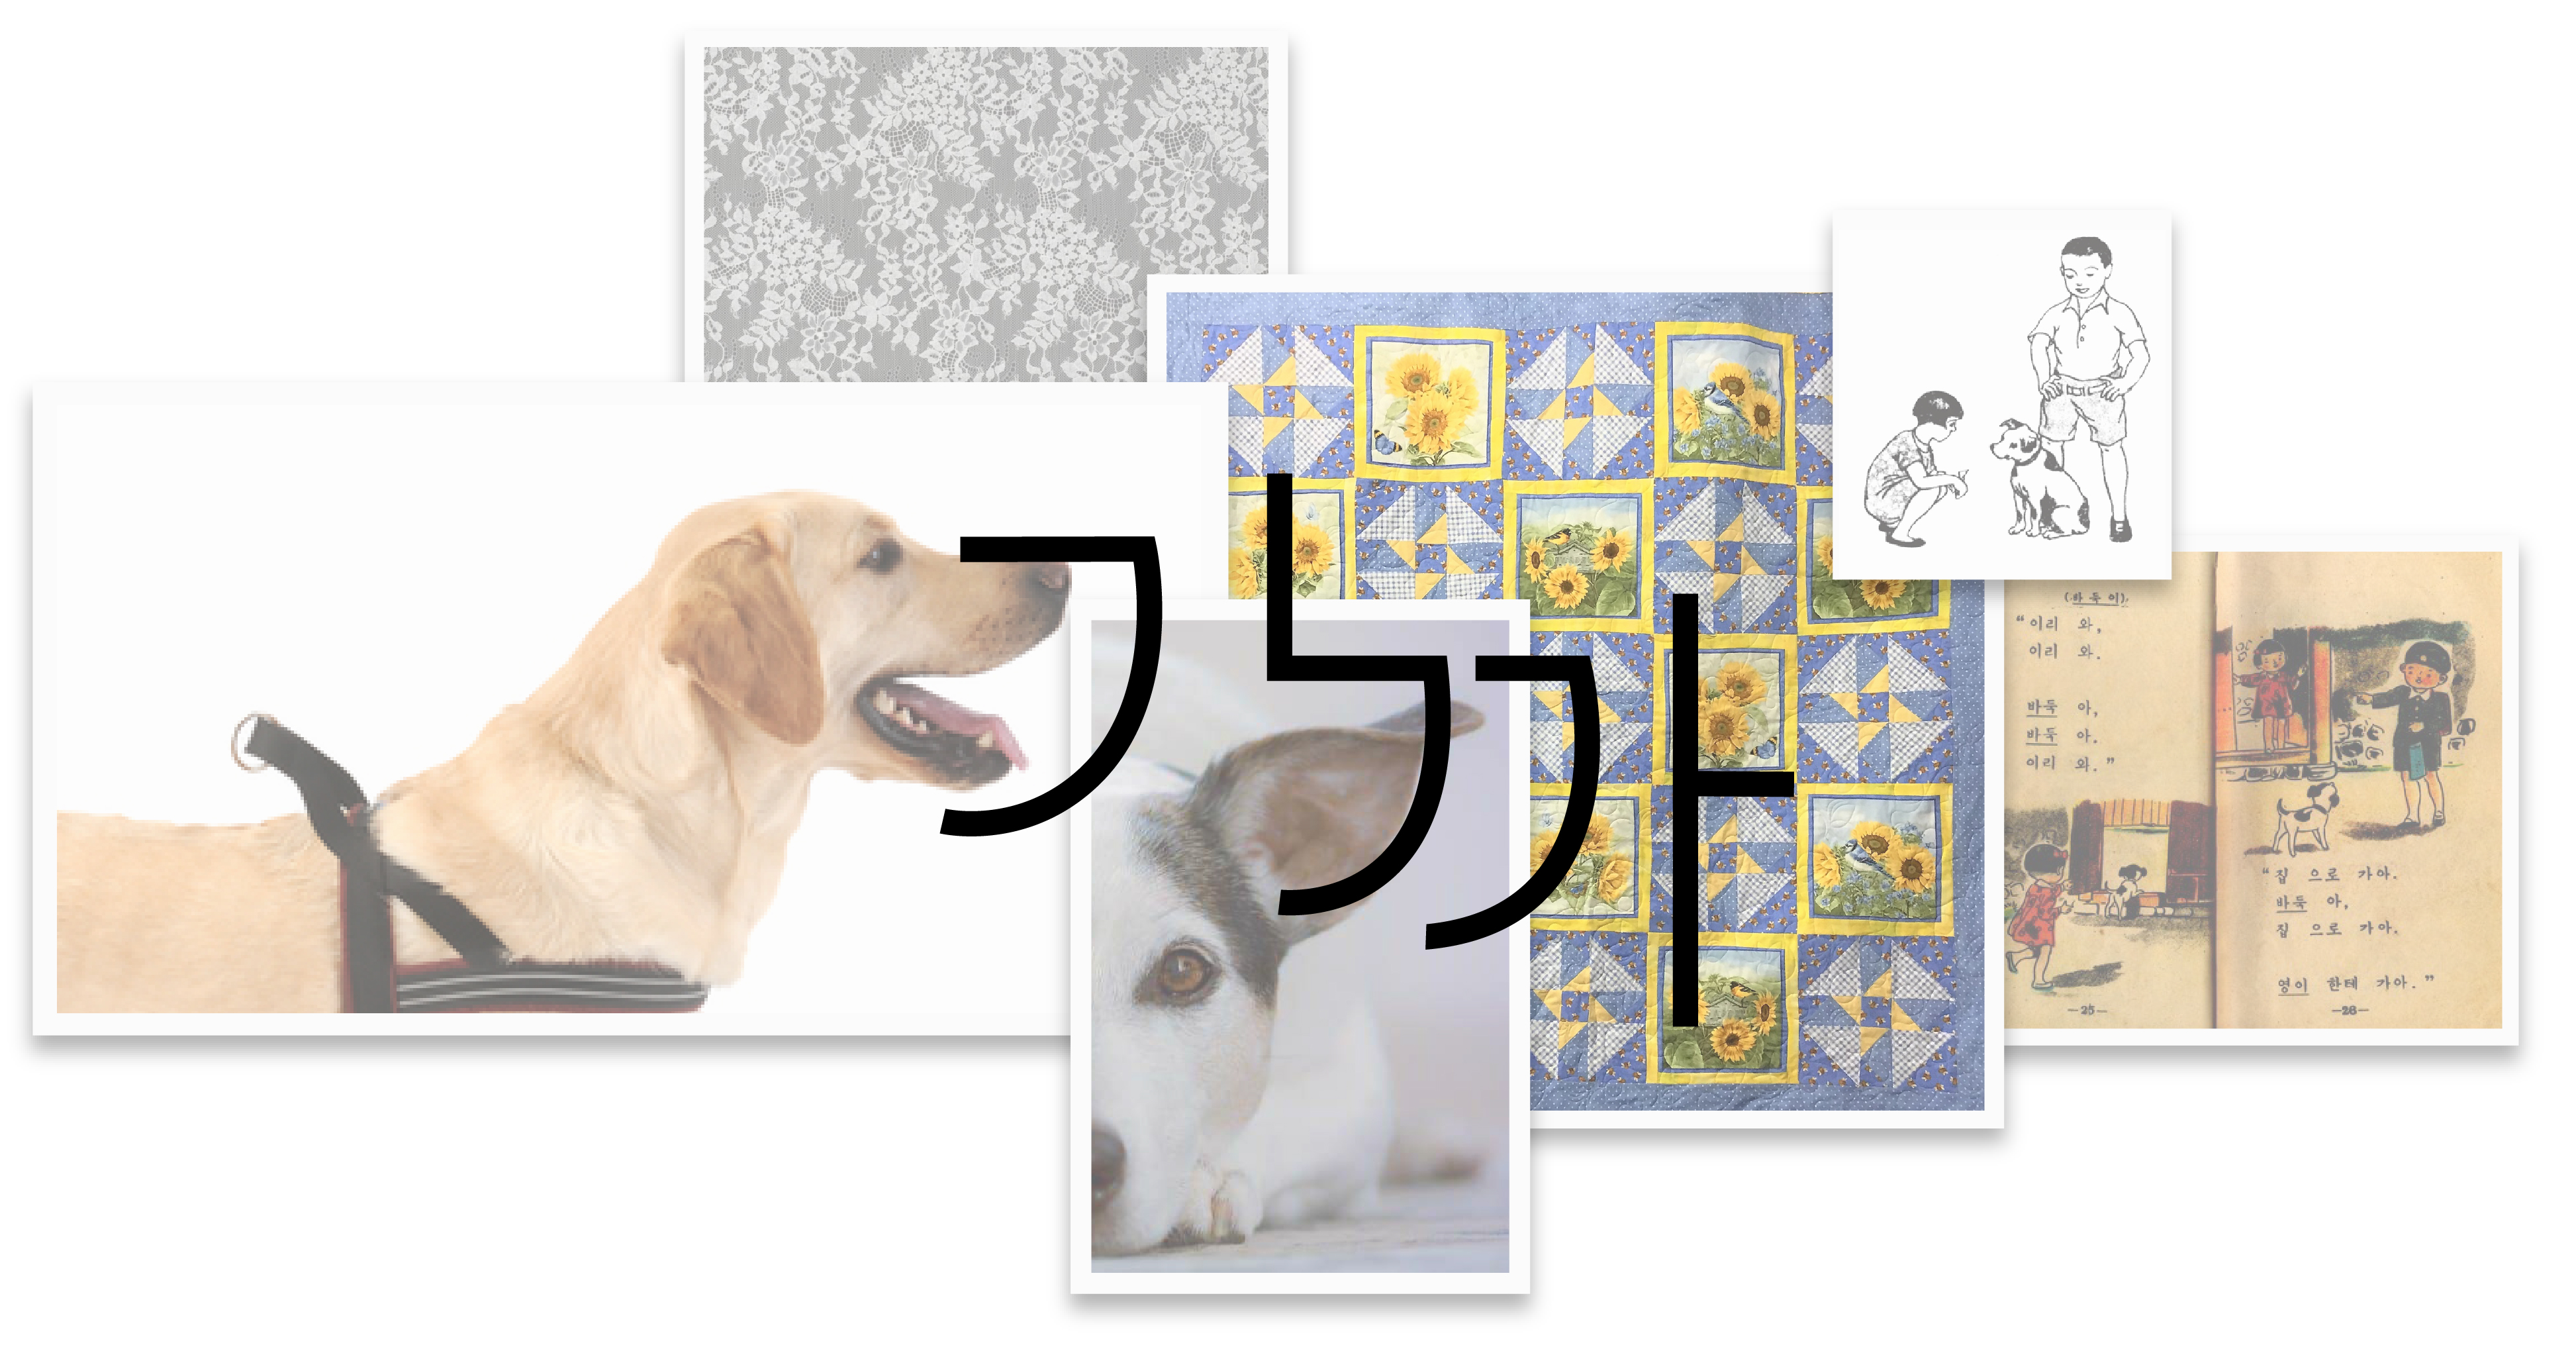 (바둑이).
“이리 와,
이리 와.
바둑 아,
바둑 아.
이리 와.”
—25—
“집 으로 가아.
바둑 아,
집 으로 가아.
영이 한테 가아.”
—26—